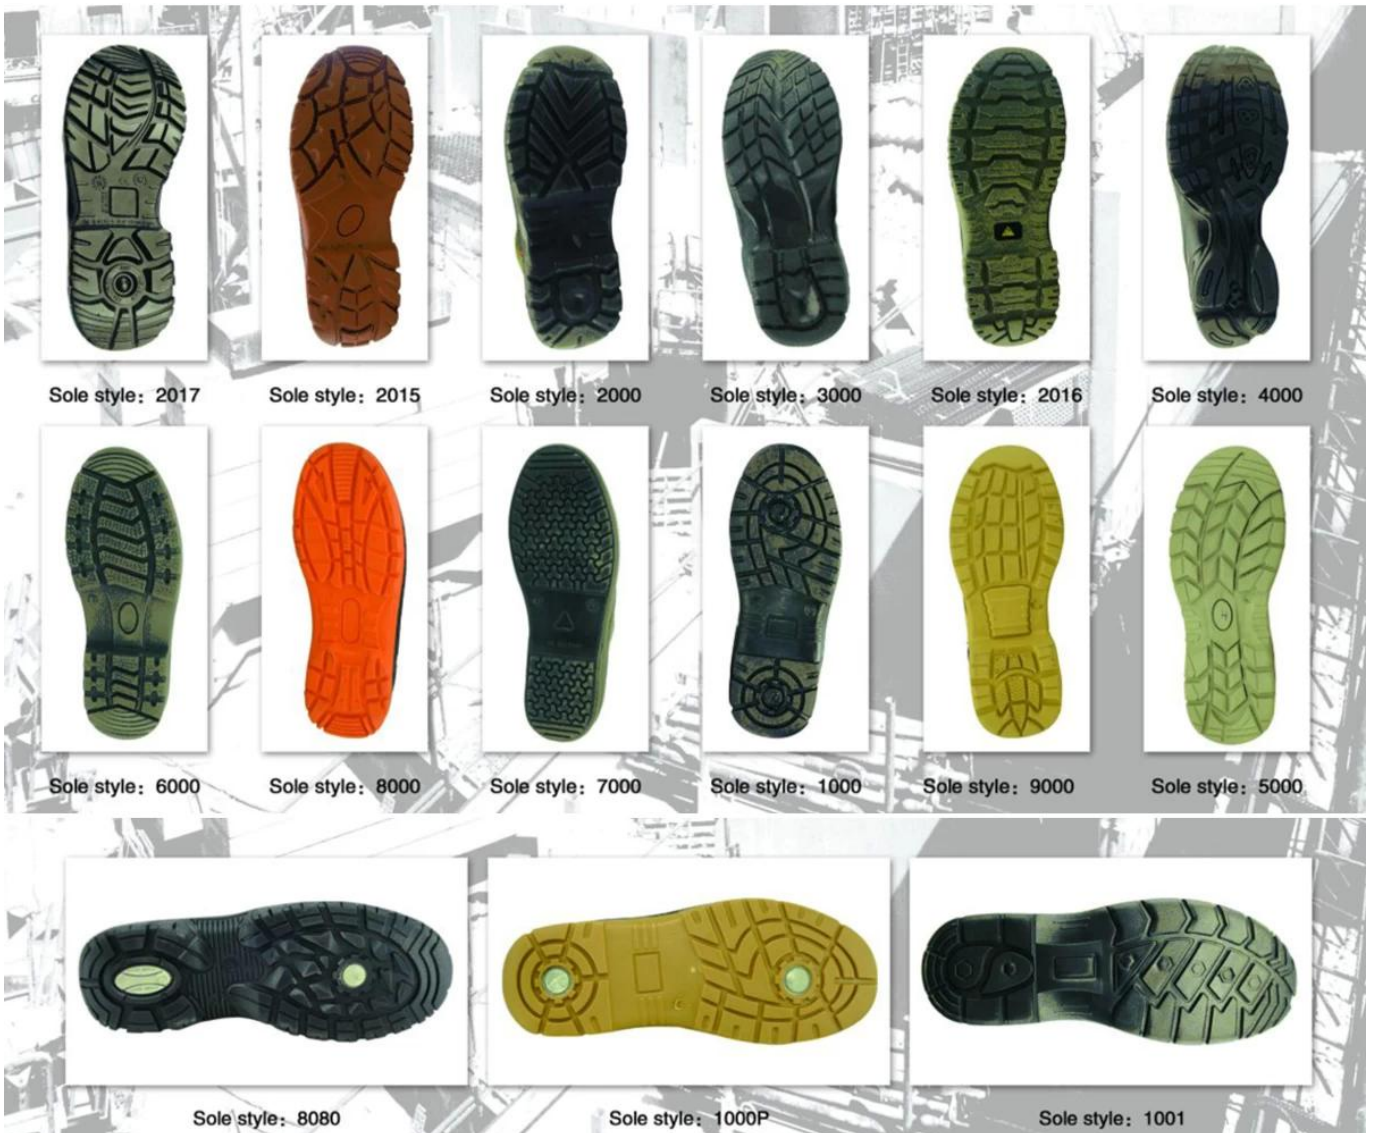 Sole style：2017
Sole style：2015
Sole style：2000
Sole style：3000
Sole style：2016
Sole style：4000
Sole style：6000
Sole style：8000
Sole style：7000
Sole style：1000
Sole style：9000
Sole style：5000
Sole style：8080
Sole style：1000P
Sole style：1001